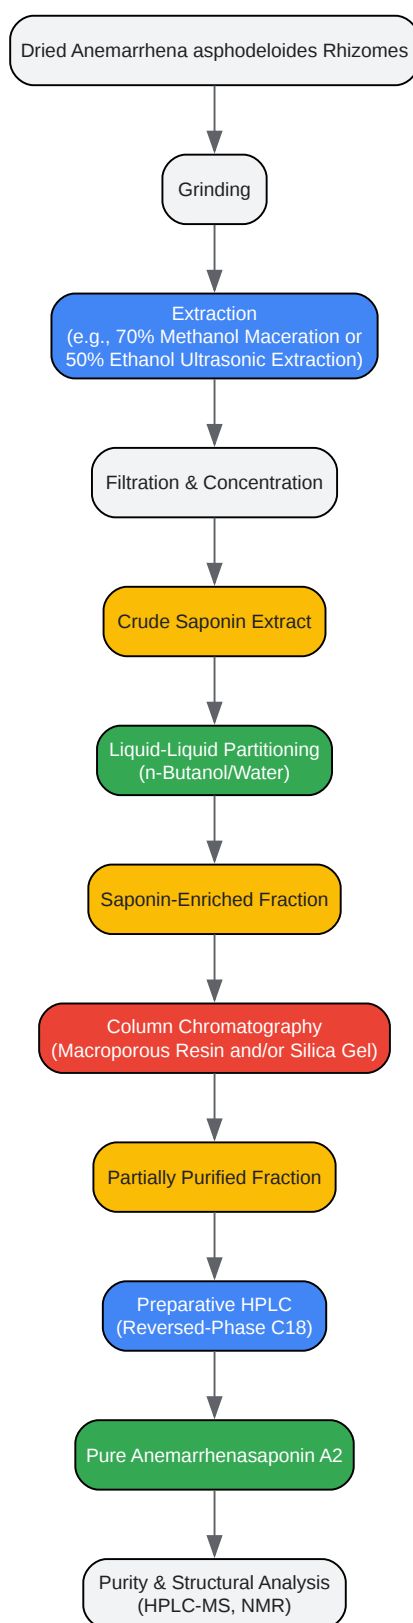 Dried Anemarrhena asphodeloides Rhizomes
Grinding
Extraction
(e.g., 70% Methanol Maceration or
50% Ethanol Ultrasonic Extraction)
Filtration & Concentration
Crude Saponin Extract
Liquid-Liquid Partitioning
(n-Butanol/Water)
Saponin-Enriched Fraction
Column Chromatography
(Macroporous Resin and/or Silica Gel)
Partially Purified Fraction
Preparative HPLC
(Reversed-Phase C18)
Pure Anemarrhenasaponin A2
Purity & Structural Analysis
(HPLC-MS, NMR)